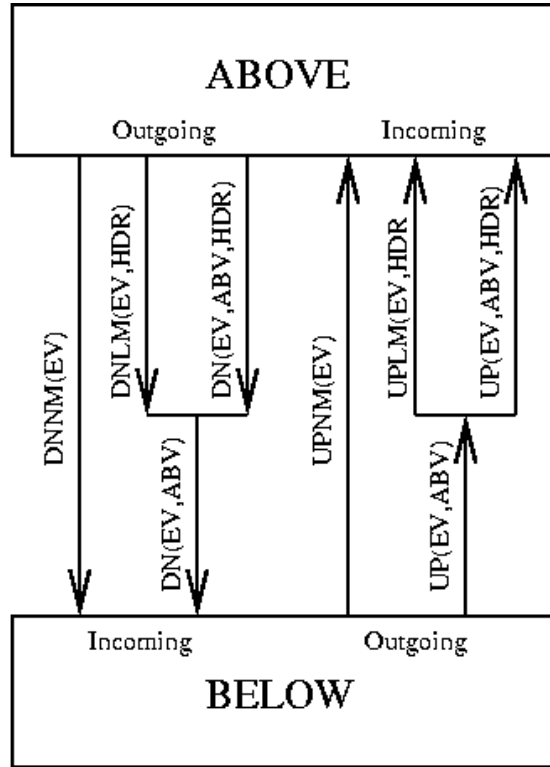 ABOVE
Outgoing
Incoming
DNNM(EV)
DNLM(EV,HDR)
DN(EV,ABV,HDR)
DN(EV,ABV)
UPNM(EV)
UPLM(EV,HDR
UP(EV,ABV,HDR)
UP(EV,ABV)
Incoming
Outgoing
BELOW